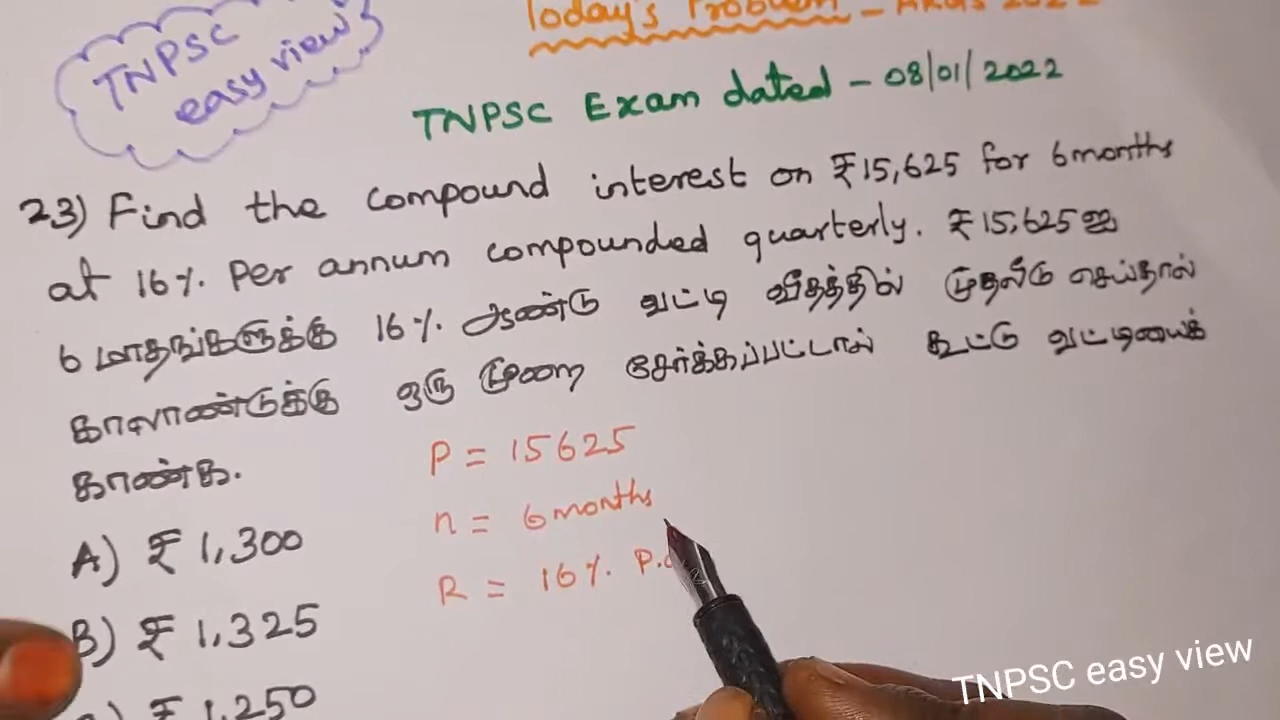 TNPSC
easy view
Today's Problem -
TNPSC Exam dated - 08/01/2022
23) Find the compound interest on ₹15,625 for 6 months
at 16%. Per annum compounded quarterly. ₹15,625 ஐ
6 மாதங்களுக்கு 16%. ஆண்டு வட்டி வீதத்தில் முதலீடு செய்தால்
காலாண்டுக்கு ஒரு முறை சேர்க்கப்பட்டால் கூட்டு வட்டியைக்
காண்க.
P = 15625
n = 6 months
A) ₹ 1,300
R = 16%.
B) ₹ 1,325
₹ 1,250
TNPSC easy view